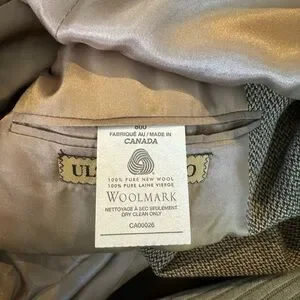 600
FABRIQUÉ AU / MADE IN
CANADA
100% PURE NEW WOOL
100% PURE LAINE VIERGE
WOOLMARK
NETTOYAGE À SEC SEULEMENT
DRY CLEAN ONLY
CA00026